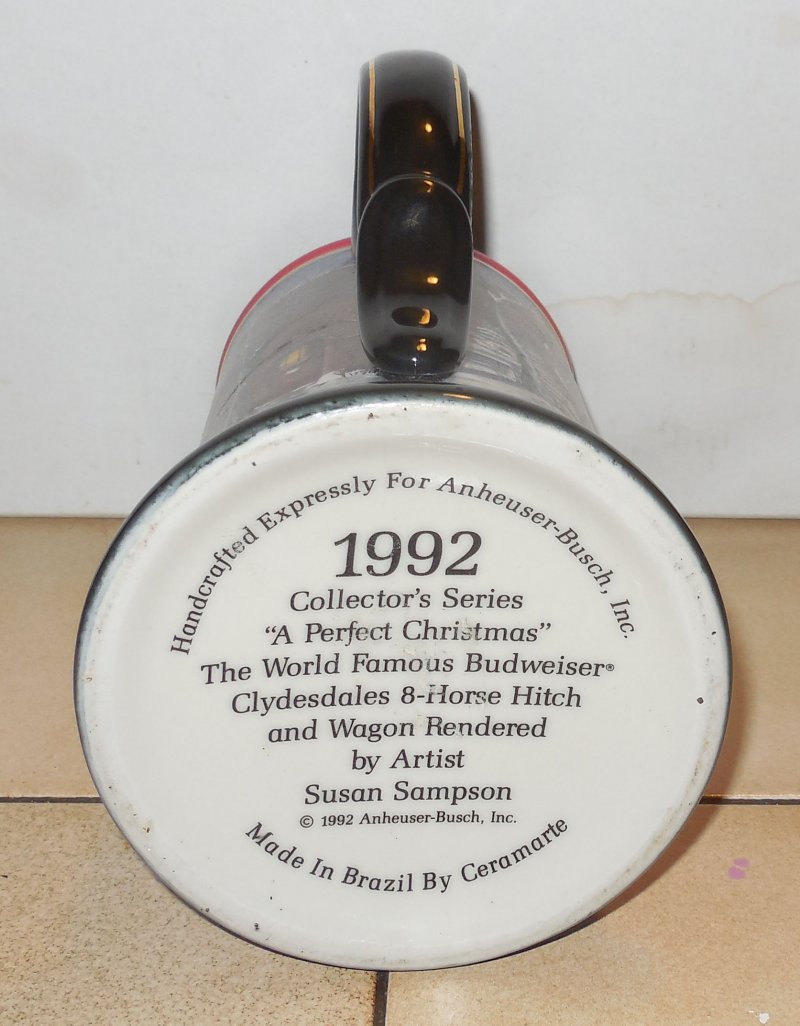 Handcrafted Expressly For Anheuser-Busch, Inc.
1992
Collector's Series
"A Perfect Christmas"
The World Famous Budweiser®
Clydesdales 8-Horse Hitch
and Wagon Rendered
by Artist
Susan Sampson
© 1992 Anheuser-Busch, Inc.
Made In Brazil By Ceramarte